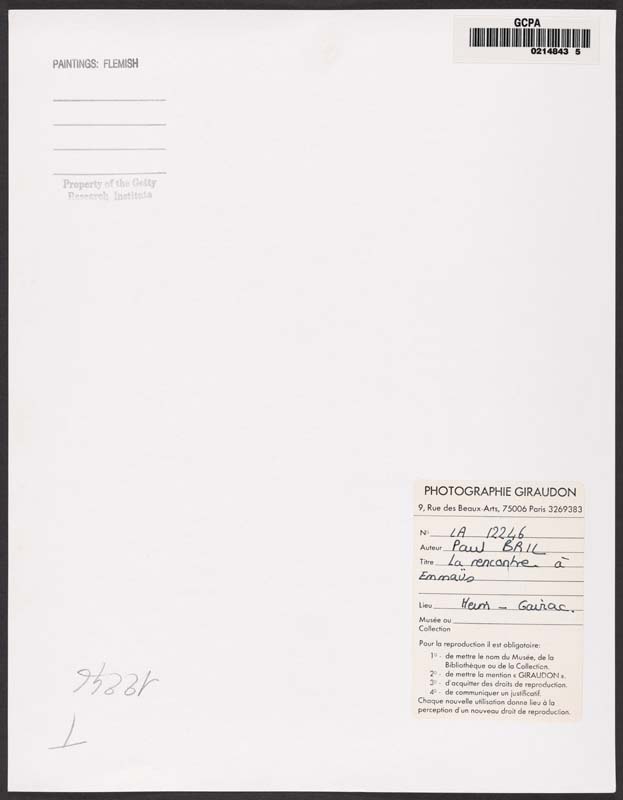 GCPA
0214843 5
PAINTINGS: FLEMISH
Property of the Getty
Research Institute
PHOTOGRAPHIE GIRAUDON
9, Rue des Beaux-Arts, 75006 Paris 3269383
N° LA 12246
Auteur Paul BRIL
Titre La rencontre à
Emmaüs
Lieu Heim - Gairac.
Musée ou
Collection
Pour la reproduction il est obligatoire:
1° - de mettre le nom du Musée, de la
Bibliothèque ou de la Collection.
2° - de mettre la mention « GIRAUDON ».
3° - d'acquitter des droits de reproduction.
4° - de communiquer un justificatif.
Chaque nouvelle utilisation donne lieu à la
perception d'un nouveau droit de reproduction.
12246